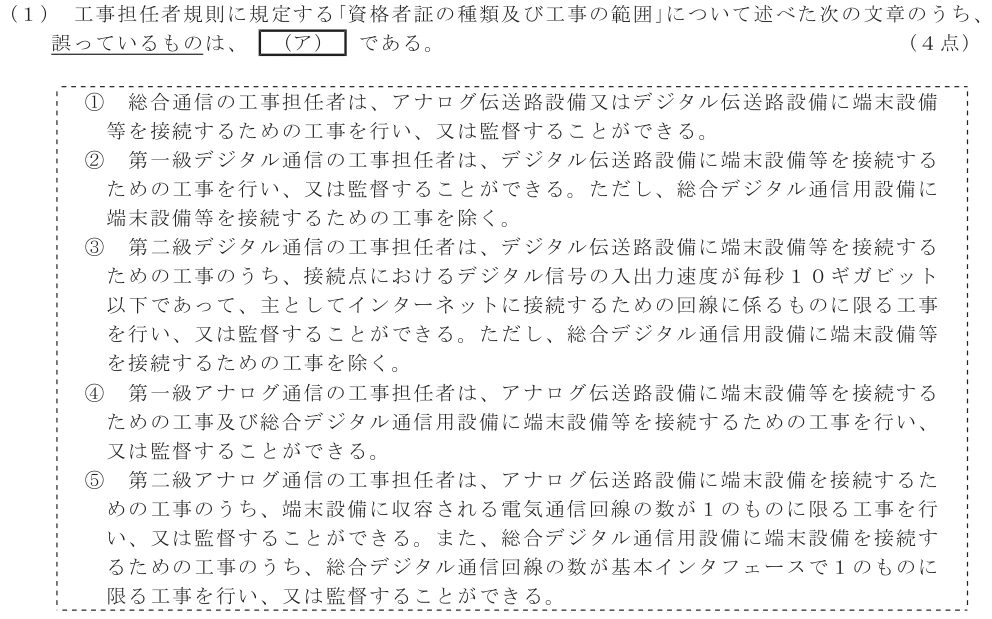 （１）　工事担任者規則に規定する｢資格者証の種類及び工事の範囲｣について述べた次の文章のうち、
誤っているものは、（ア）である。（４点）
①　総合通信の工事担任者は、アナログ伝送路設備又はデジタル伝送路設備に端末設備
等を接続するための工事を行い、又は監督することができる。
②　第一級デジタル通信の工事担任者は、デジタル伝送路設備に端末設備等を接続する
ための工事を行い、又は監督することができる。ただし、総合デジタル通信用設備に
端末設備等を接続するための工事を除く。
③　第二級デジタル通信の工事担任者は、デジタル伝送路設備に端末設備等を接続する
ための工事のうち、接続点におけるデジタル信号の入出力速度が毎秒１０ギガビット
以下であって、主としてインターネットに接続するための回線に係るものに限る工事
を行い、又は監督することができる。ただし、総合デジタル通信用設備に端末設備等
を接続するための工事を除く。
④　第一級アナログ通信の工事担任者は、アナログ伝送路設備に端末設備等を接続する
ための工事及び総合デジタル通信用設備に端末設備等を接続するための工事を行い、
又は監督することができる。
⑤　第二級アナログ通信の工事担任者は、アナログ伝送路設備に端末設備を接続するた
めの工事のうち、端末設備に収容される電気通信回線の数が１のものに限る工事を行
い、又は監督することができる。また、総合デジタル通信用設備に端末設備を接続す
るための工事のうち、総合デジタル通信回線の数が基本インタフェースで１のものに
限る工事を行い、又は監督することができる。